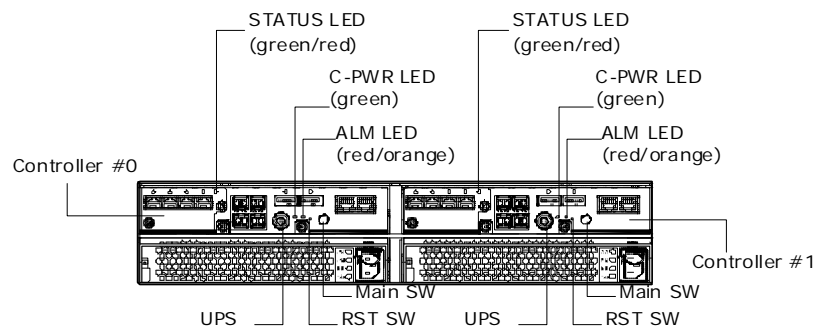 STATUS LED
(green/red)
STATUS LED
(green/red)
C-PWR LED
(green)
C-PWR LED
(green)
ALM LED
(red/orange)
ALM LED
(red/orange)
Controller #0
Controller #1
Main SW
Main SW
UPS
RST SW
UPS
RST SW